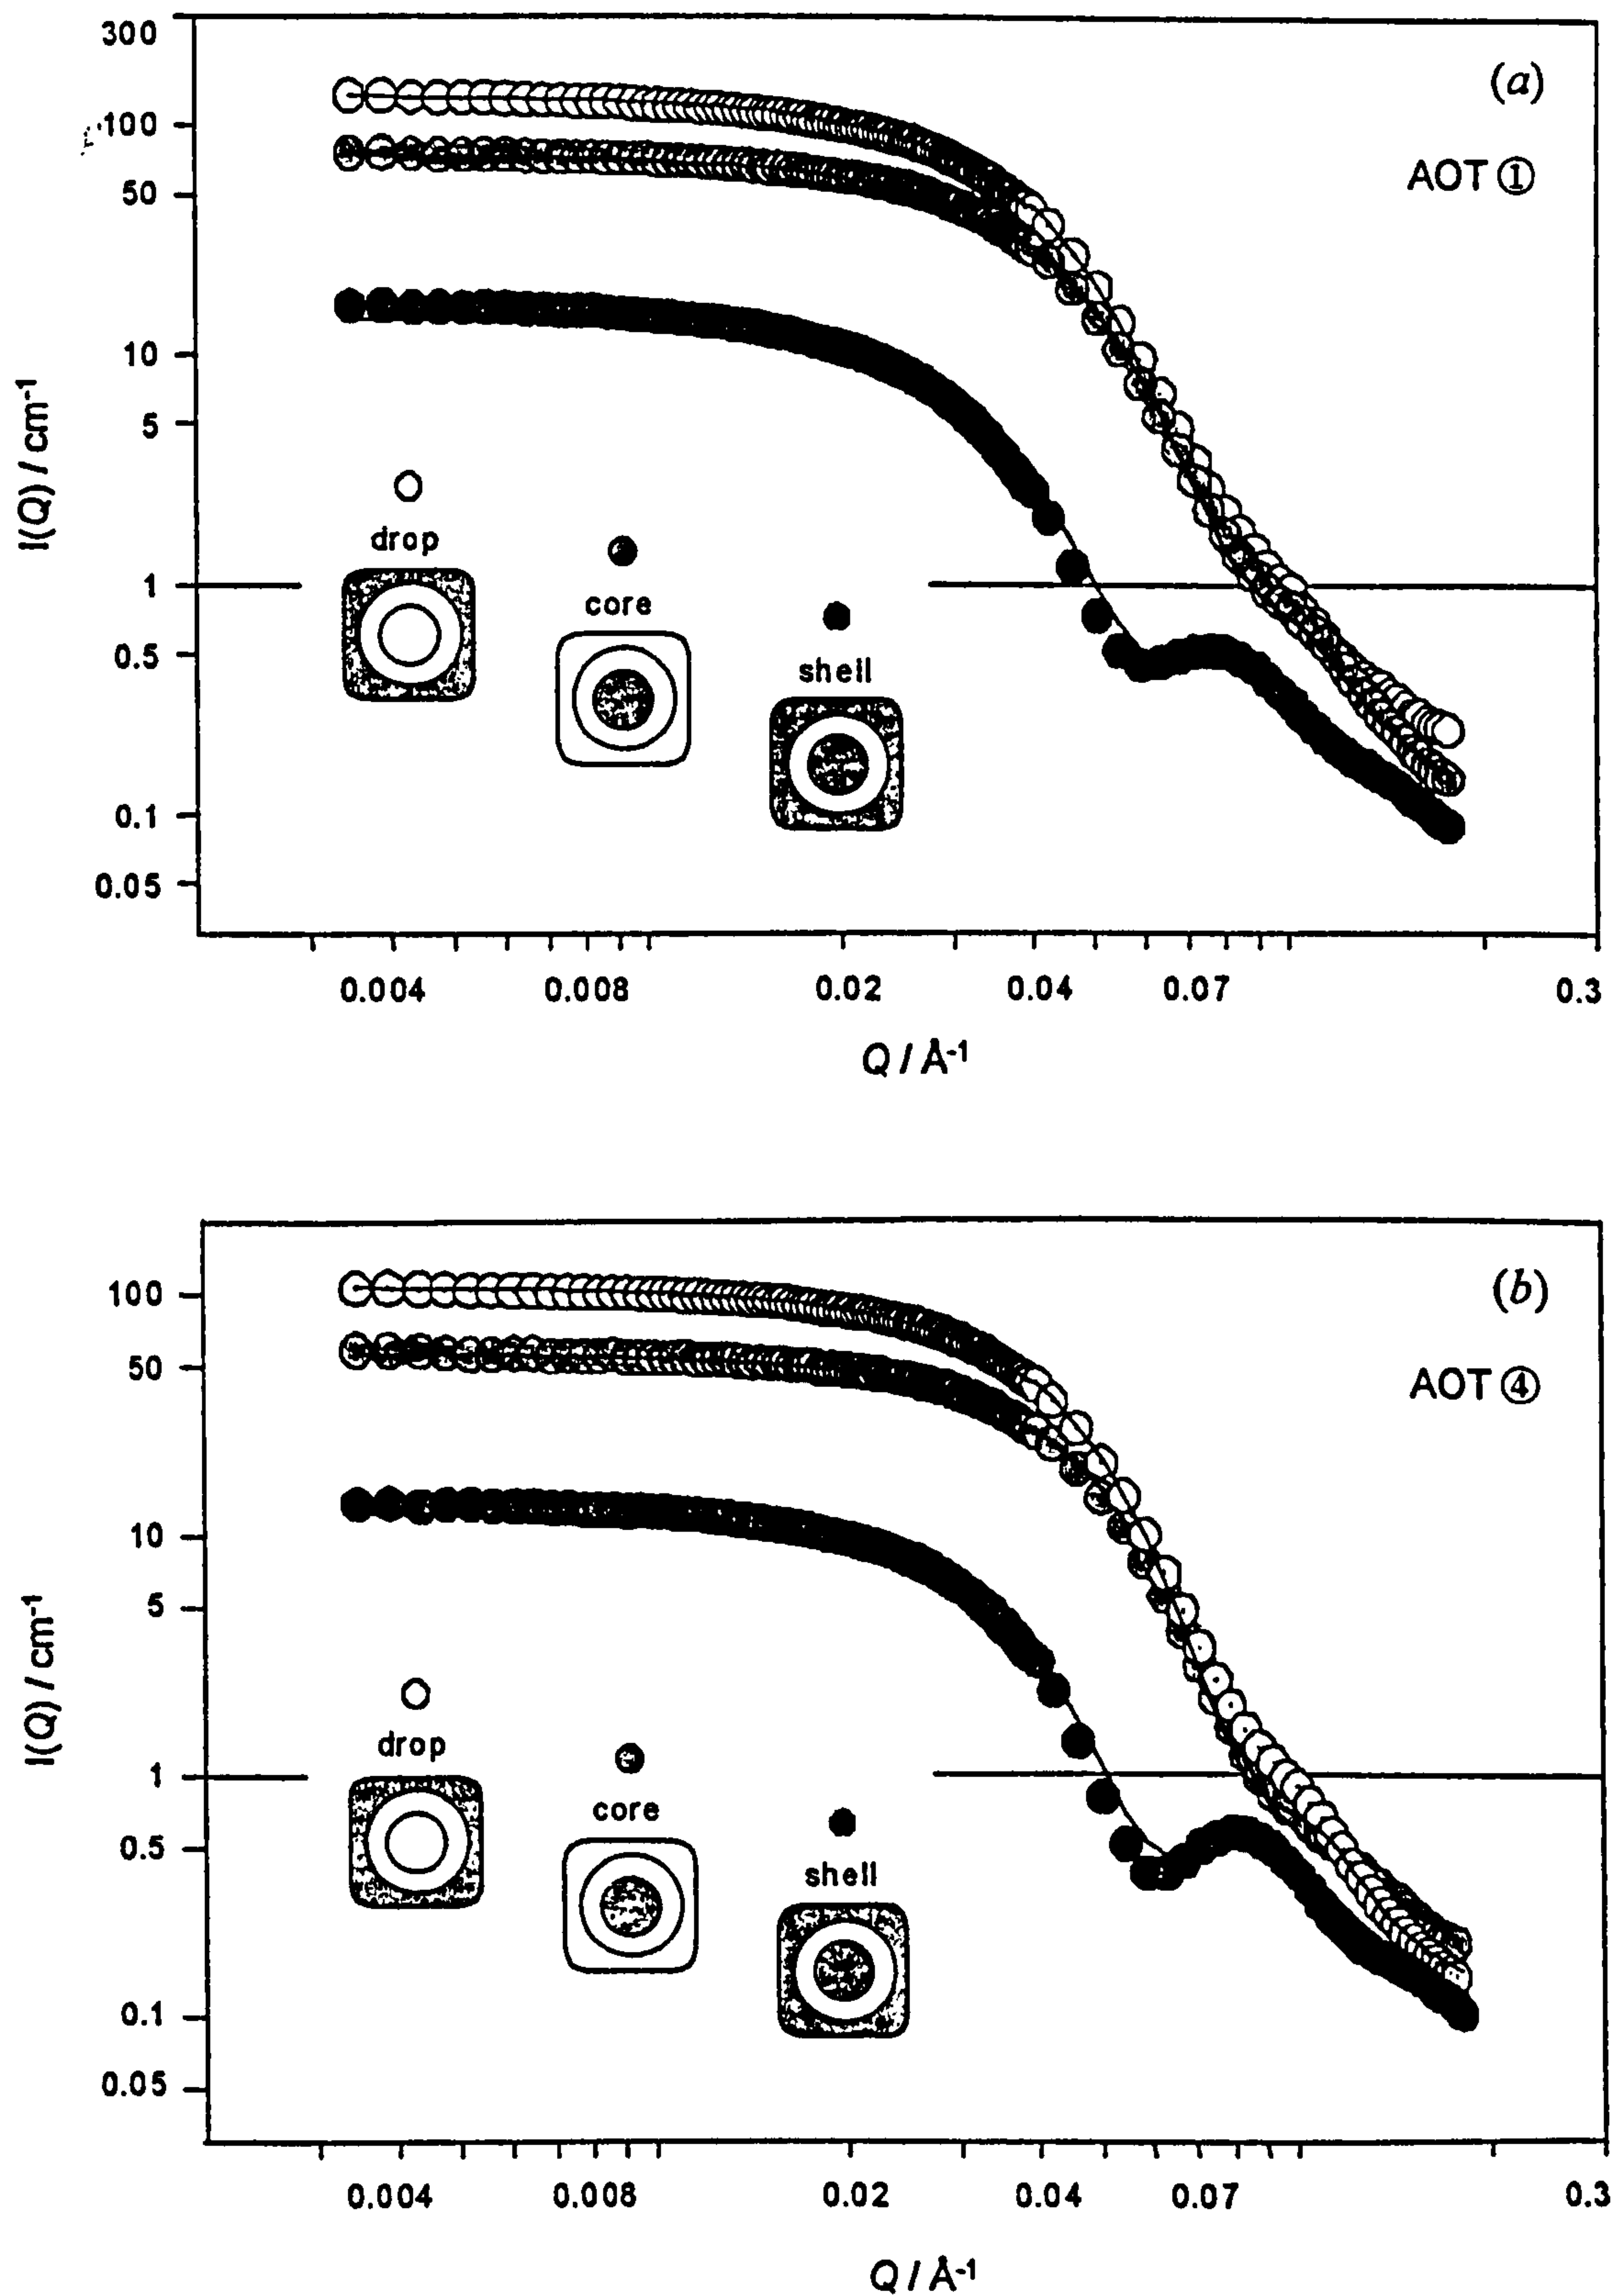 300
(a)
100
AOT ①
50
10
5
drop
core
1
shell
0.5
0.1
0.05
I(Q) / cm-1
0.004 0.008 0.02 0.04 0.07 0.3
Q / Å-1
(b)
100
AOT ④
50
10
5
drop
1
core
shell
0.5
0.1
0.05
I(Q) / cm-1
0.004 0.008 0.02 0.04 0.07 0.3
Q / Å-1